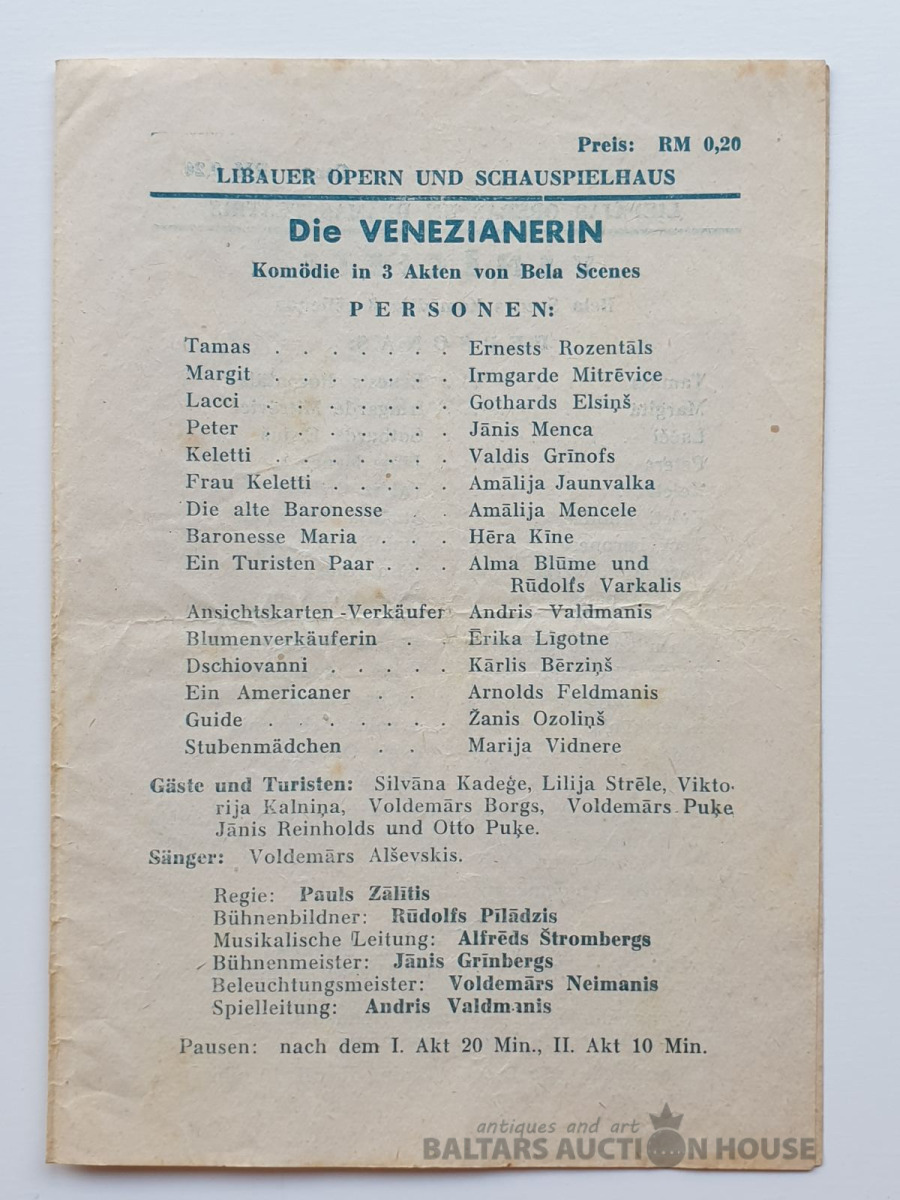 Preis: RM 0,20
LIBAUER OPERN UND SCHAUSPIELHAUS
Die VENEZIANERIN
Komödie in 3 Akten von Bela Scenes
PERSONEN:
Tamas . . . . . . . Ernests Rozentāls
Margit . . . . . . . Irmgarde Mitrēvice
Lacci . . . . . . . Gothards Elsiņš
Peter . . . . . . . Jānis Menca
Keletti . . . . . . . Valdis Grīnofs
Frau Keletti . . . . . Amālija Jaunvalka
Die alte Baronesse . . Amālija Mencele
Baronesse Maria . . . Hēra Kīne
Ein Turisten Paar . . . Alma Blūme und
Rūdolfs Varkalis
Ansichtskarten-Verkäufer Andris Valdmanis
Blumenverkäuferin . . Ērika Līgotne
Dschiovanni . . . . . Kārlis Bērziņš
Ein Americaner . . Arnolds Feldmanis
Guide . . . . . . . Žanis Ozoliņš
Stubenmädchen . . Marija Vidnere
Gäste und Turisten: Silvāna Kadeģe, Lilija Strēle, Vikto-
rija Kalniņa, Voldemārs Borgs, Voldemārs Puķe
Jānis Reinholds und Otto Puķe.
Sänger: Voldemārs Alševskis.
Regie: Pauls Zālītis
Bühnenbildner: Rūdolfs Pīlādzis
Musikalische Leitung: Alfrēds Štrombergs
Bühnenmeister: Jānis Grīnbergs
Beleuchtungsmeister: Voldemārs Neimanis
Spielleitung: Andris Valdmanis
Pausen: nach dem I. Akt 20 Min., II. Akt 10 Min.
antiques and art
BALTARS AUCTION HOUSE